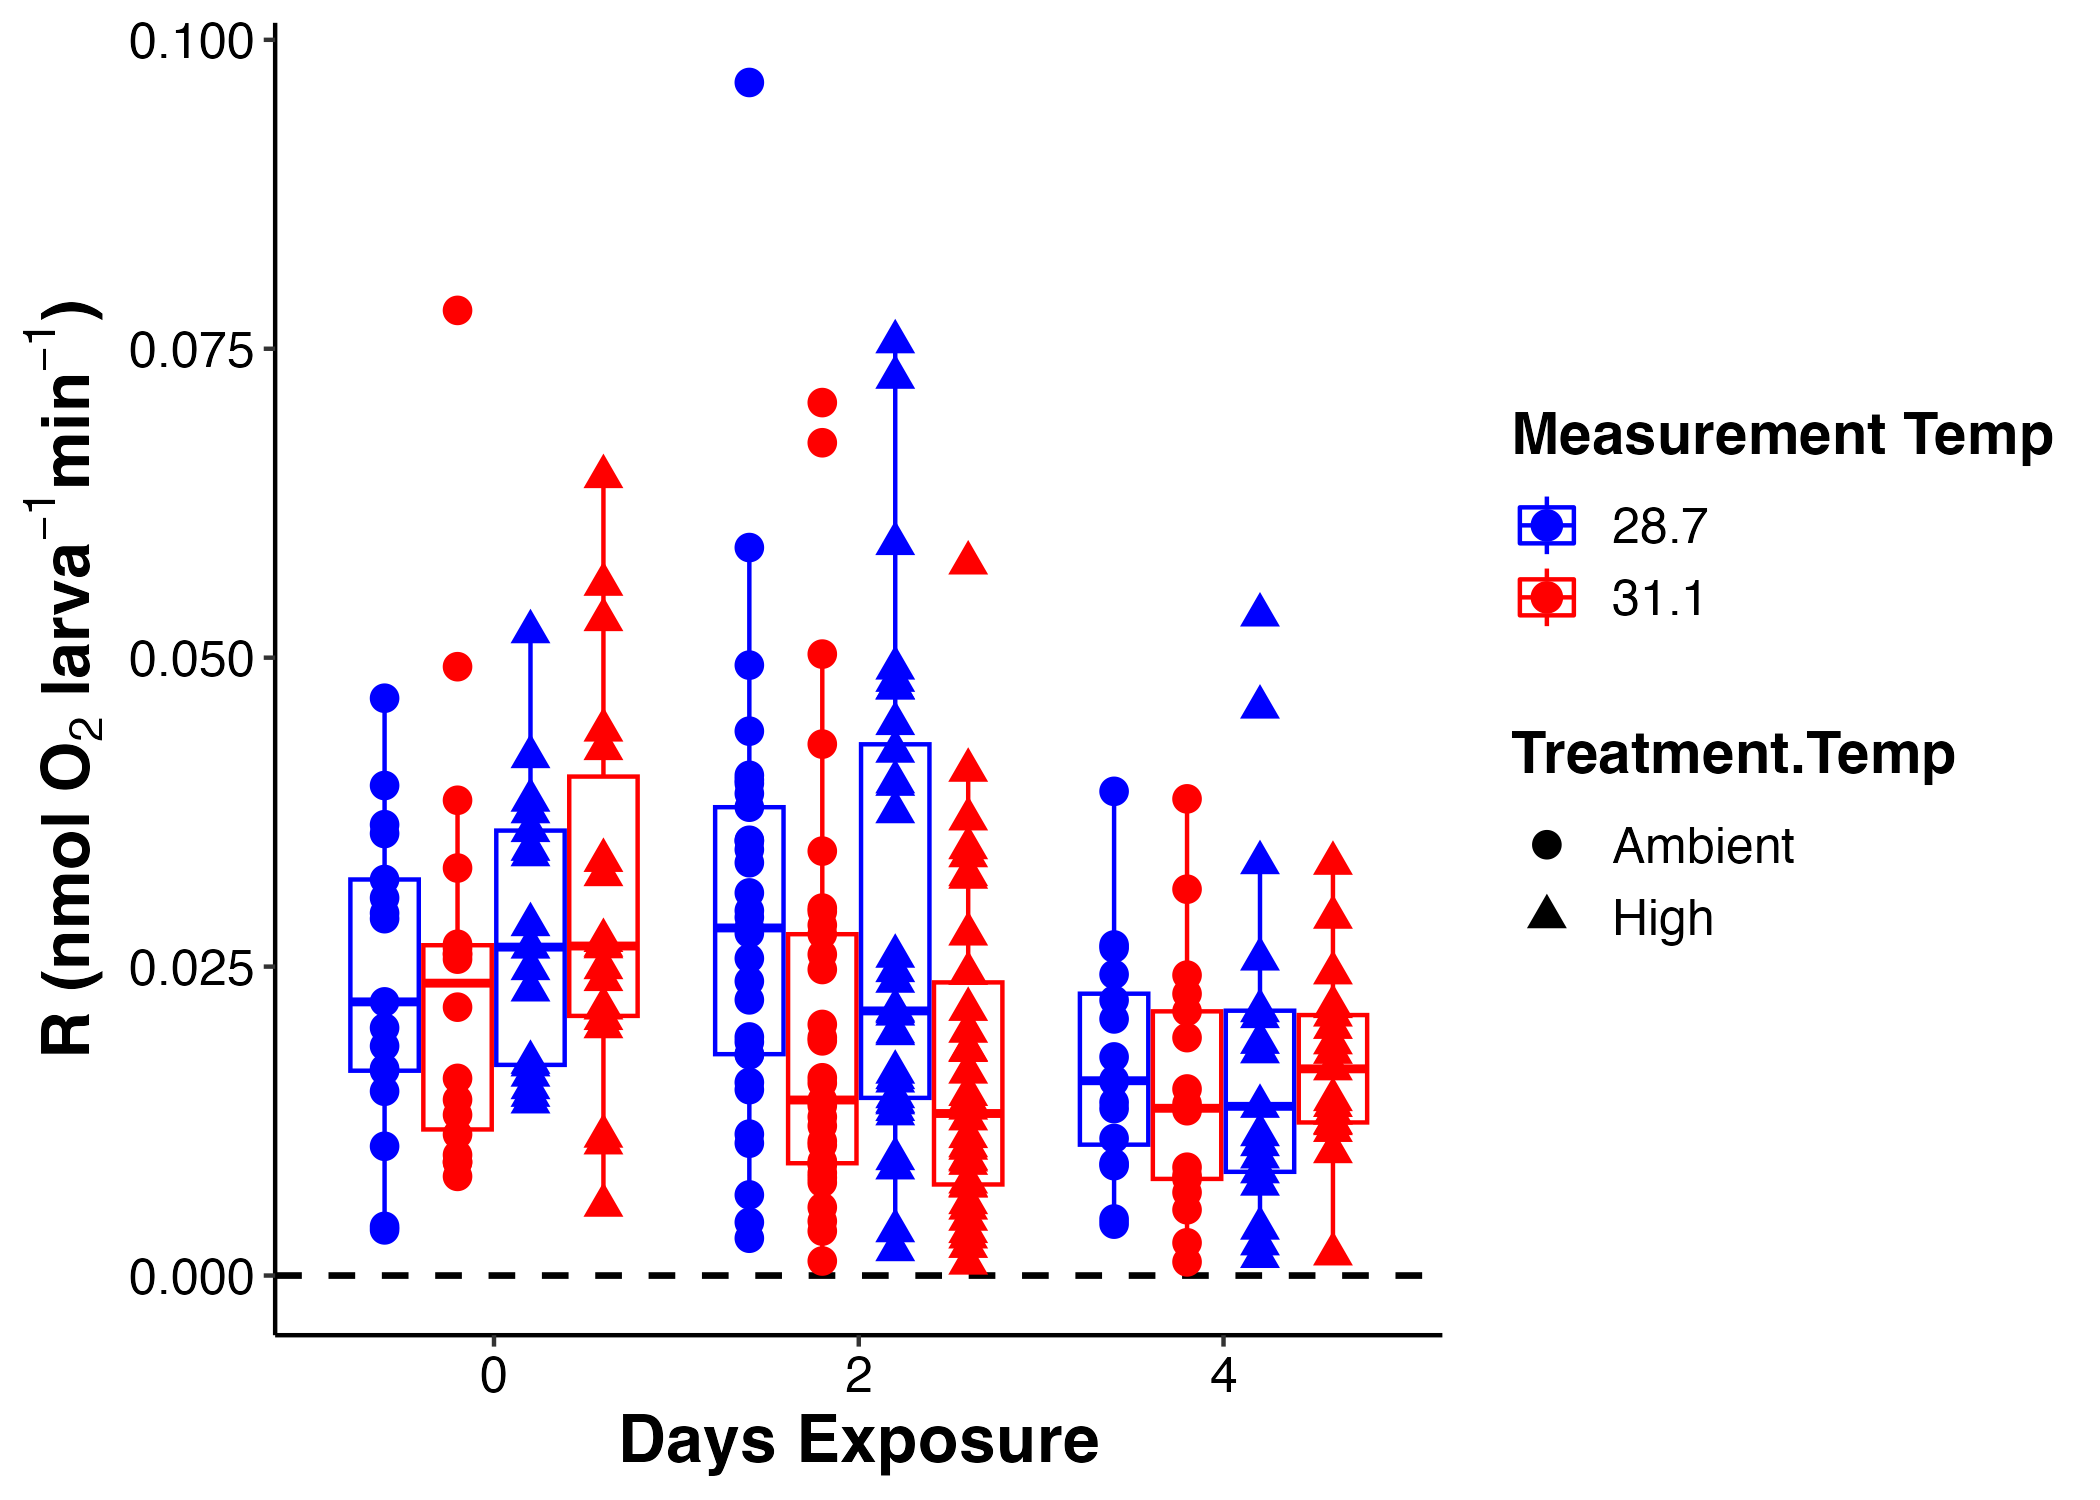 R (nmol O₂ larva⁻¹min⁻¹)
0.100
0.075
0.050
0.025
0.000
0 2 4
Days Exposure
Measurement Temp
28.7
31.1
Treatment.Temp
Ambient
High